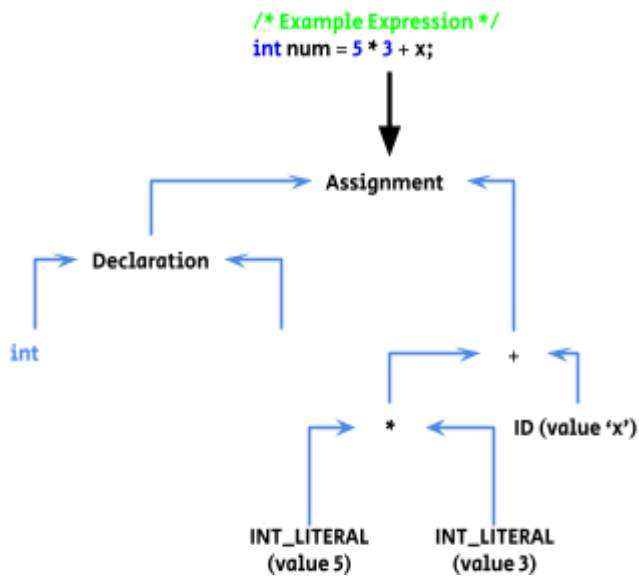 /* Example Expression */
int num = 5 * 3 + x;
Assignment
Declaration
int
+
*
ID (value ‘x’)
INT_LITERAL
(value 5)
INT_LITERAL
(value 3)